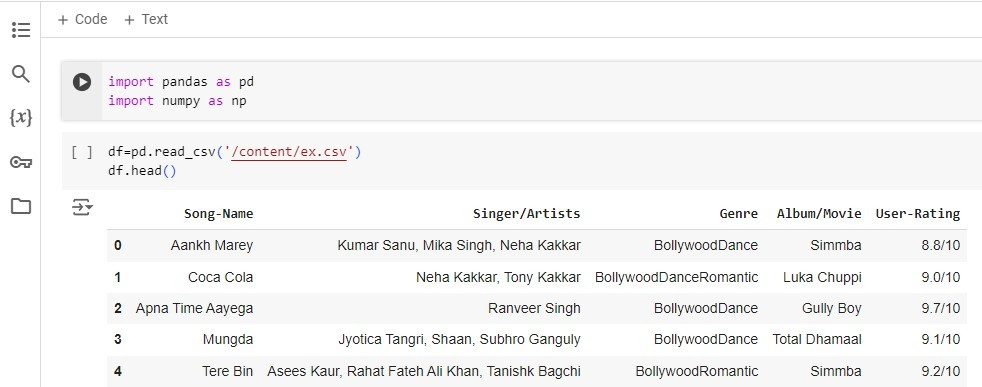 + Code + Text
import pandas as pd
import numpy as np
{x}
[ ] df=pd.read_csv('/content/ex.csv')
df.head()
Song-Name Singer/Artists Genre Album/Movie User-Rating
0 Aankh Marey Kumar Sanu, Mika Singh, Neha Kakkar BollywoodDance Simmba 8.8/10
1 Coca Cola Neha Kakkar, Tony Kakkar BollywoodDanceRomantic Luka Chuppi 9.0/10
2 Apna Time Aayega Ranveer Singh BollywoodDance Gully Boy 9.7/10
3 Mungda Jyotica Tangri, Shaan, Subhro Ganguly BollywoodDance Total Dhamaal 9.1/10
4 Tere Bin Asees Kaur, Rahat Fateh Ali Khan, Tanishk Bagchi BollywoodRomantic Simmba 9.2/10